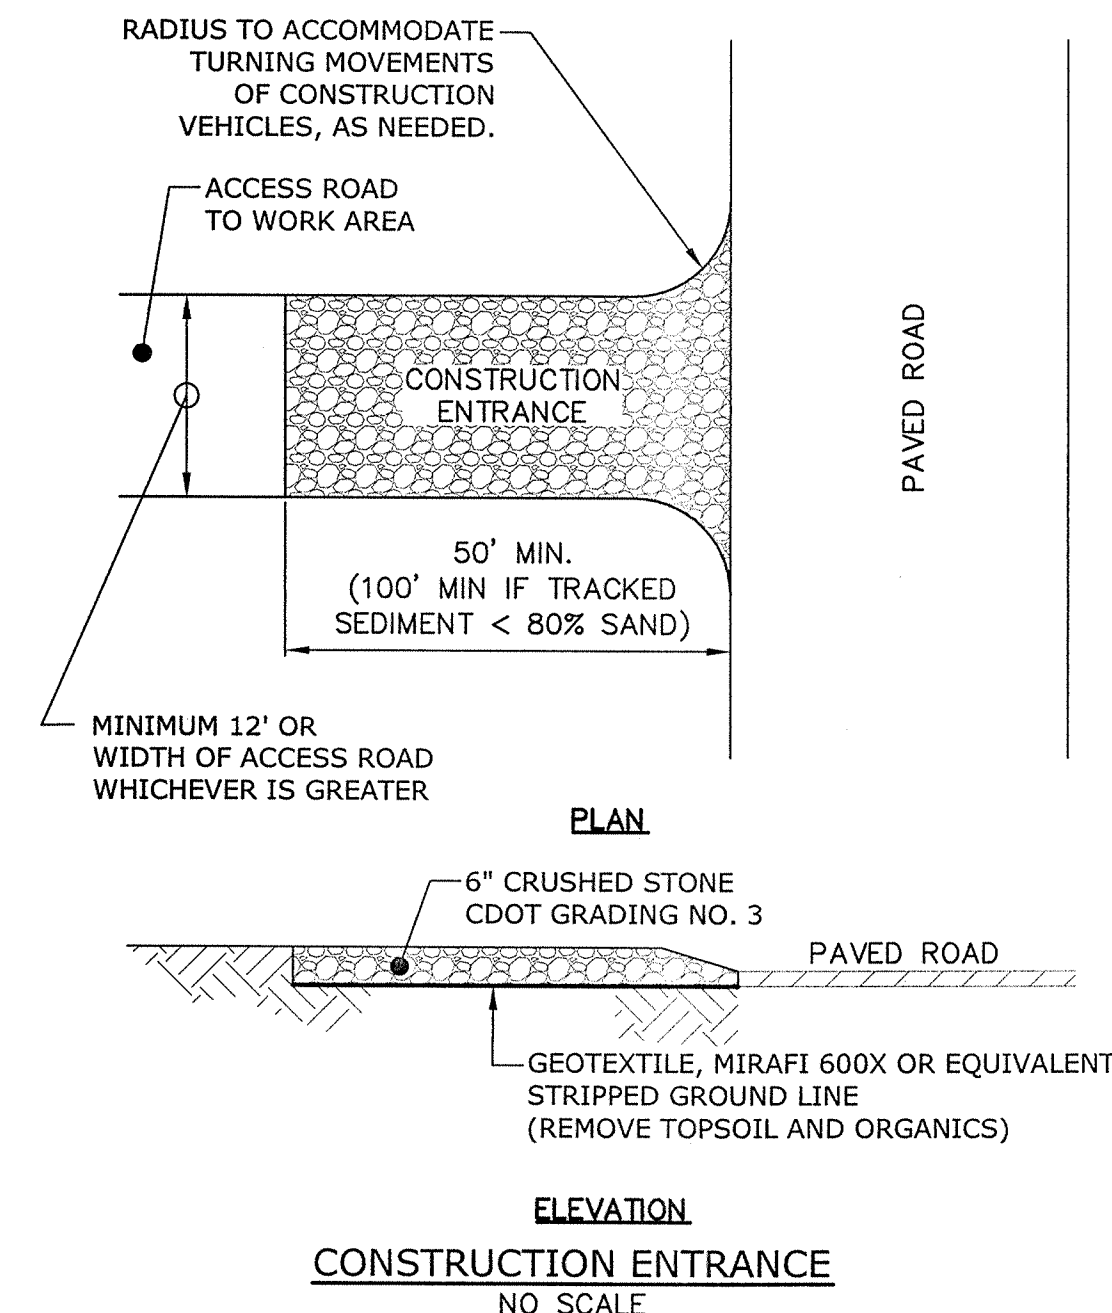 RADIUS TO ACCOMMODATE
TURNING MOVEMENTS
OF CONSTRUCTION
VEHICLES, AS NEEDED.
ACCESS ROAD
TO WORK AREA
CONSTRUCTION
ENTRANCE
PAVED ROAD
50' MIN.
(100' MIN IF TRACKED
SEDIMENT < 80% SAND)
MINIMUM 12' OR
WIDTH OF ACCESS ROAD
WHICHEVER IS GREATER
PLAN
6" CRUSHED STONE
CDOT GRADING NO. 3
PAVED ROAD
GEOTEXTILE, MIRAFI 600X OR EQUIVALENT
STRIPPED GROUND LINE
(REMOVE TOPSOIL AND ORGANICS)
ELEVATION
CONSTRUCTION ENTRANCE
NO SCALE